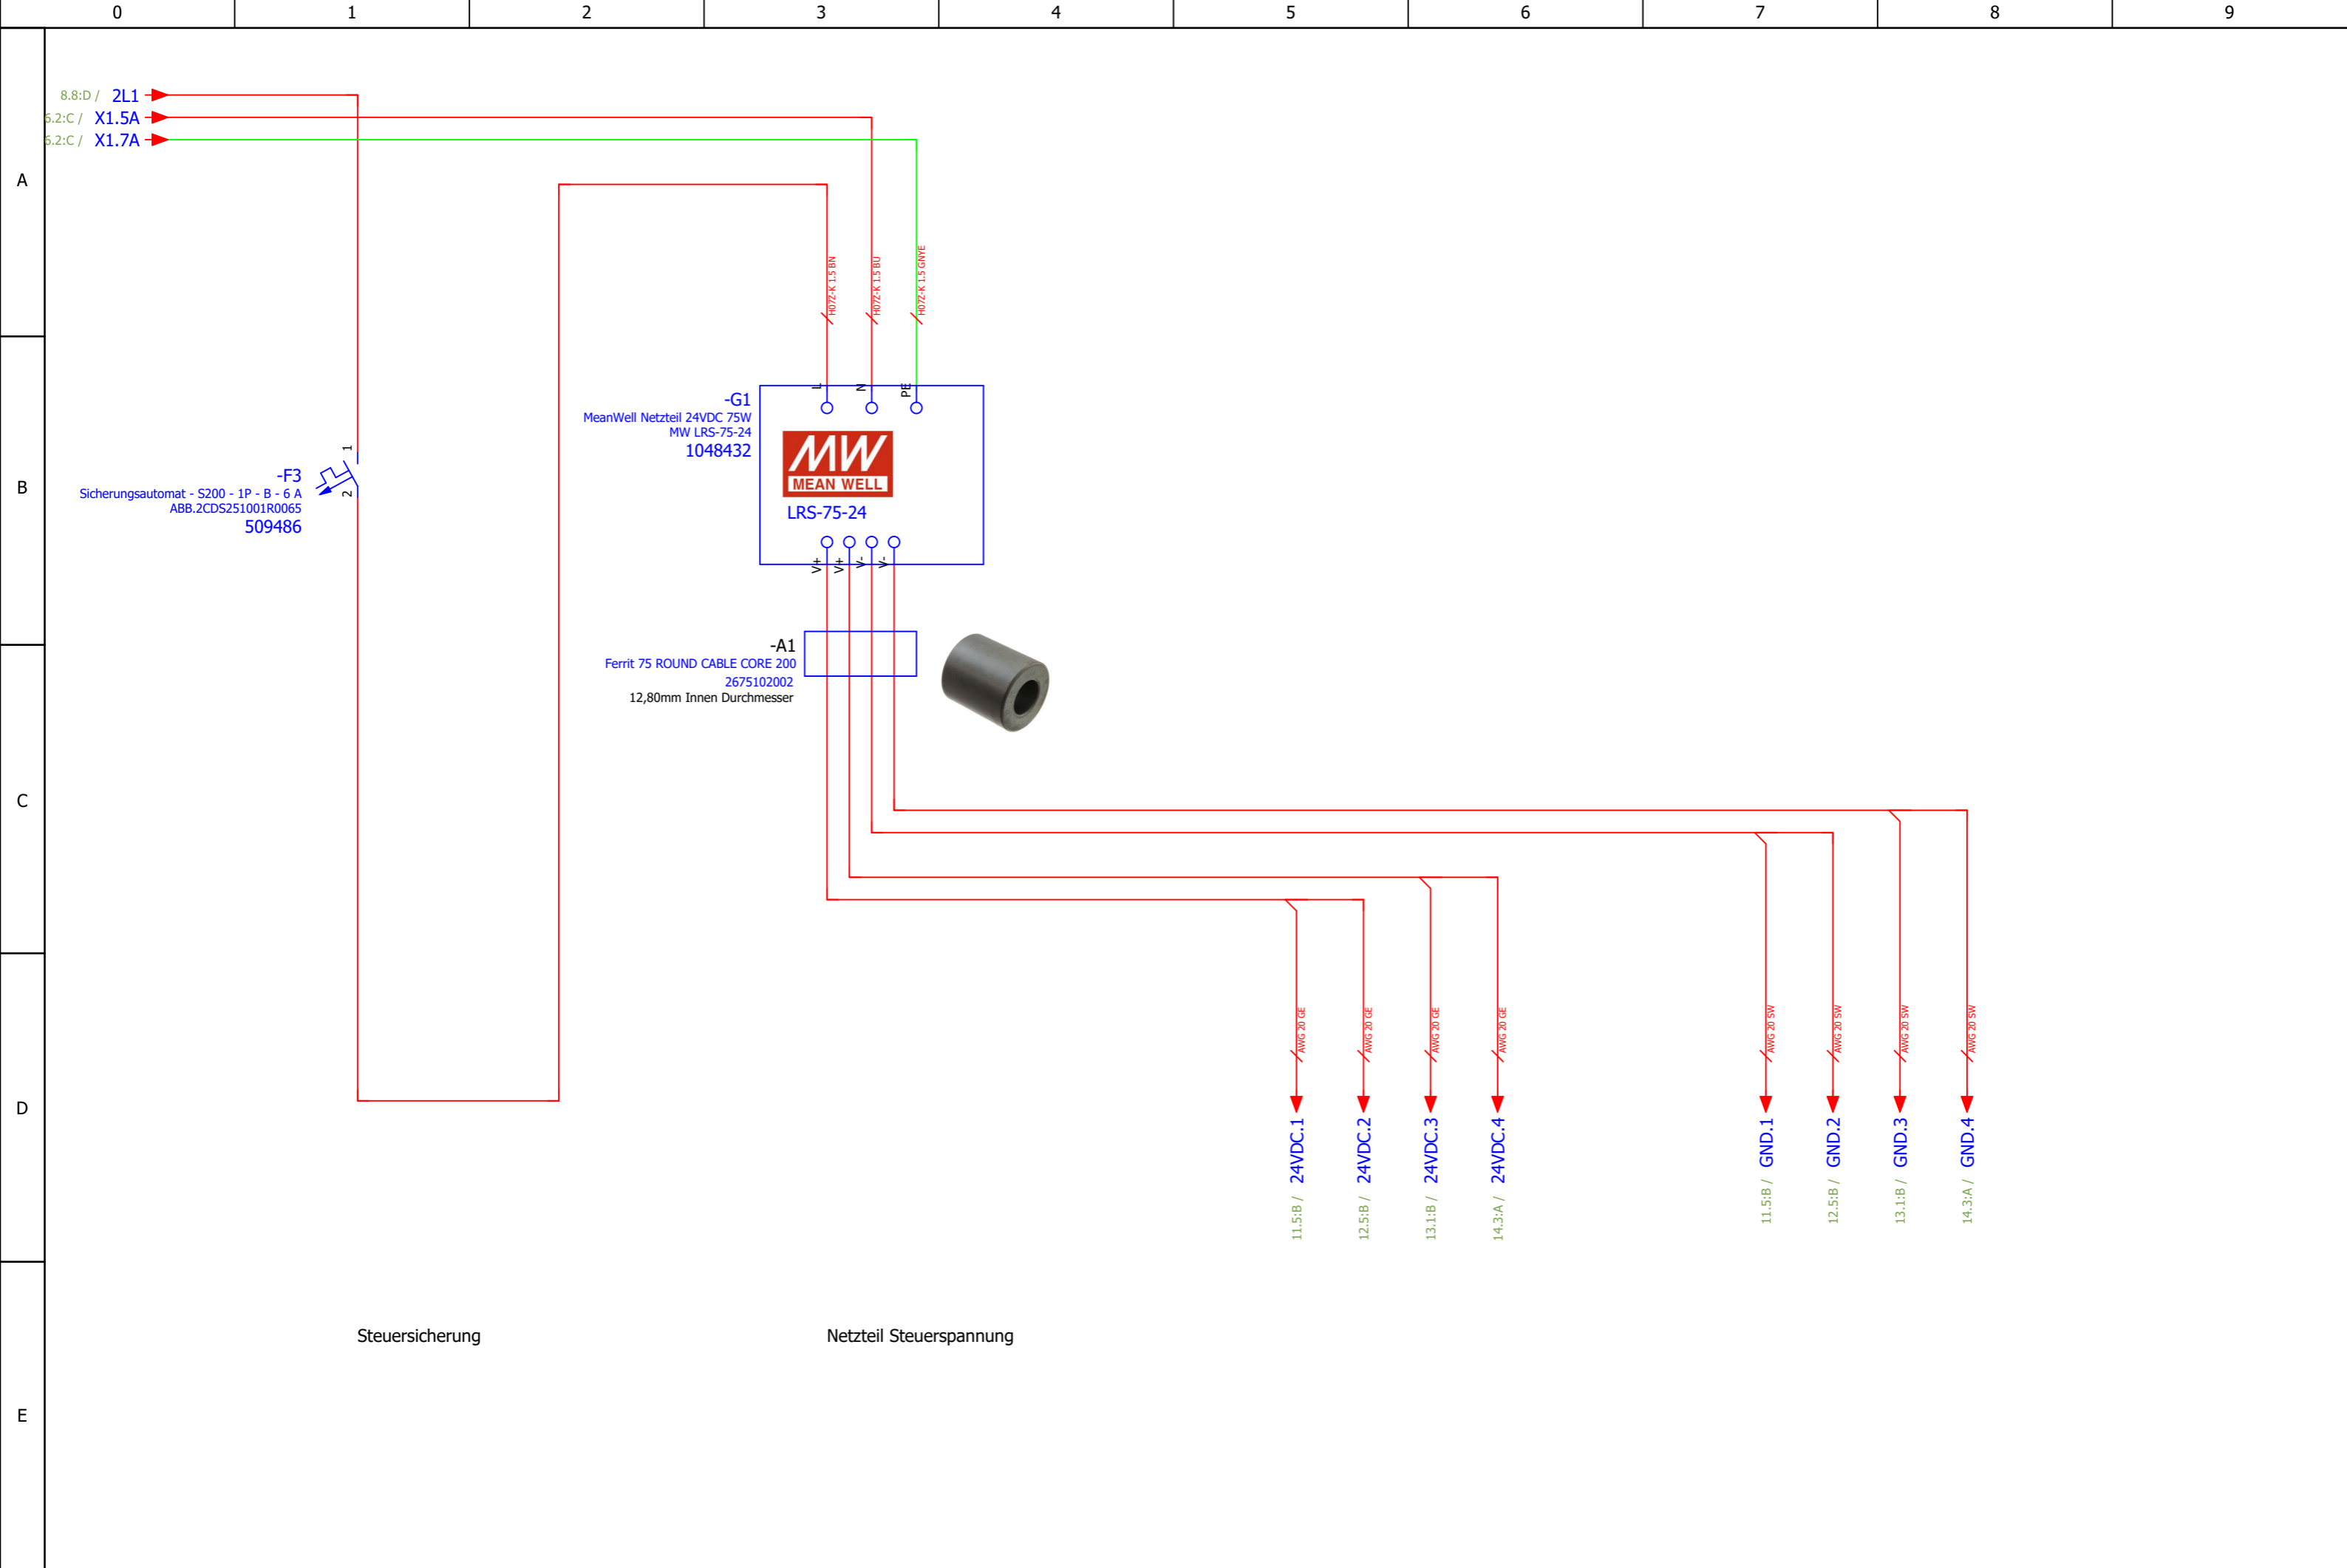 0 1 2 3 4 5 6 7 8 9
8.8:D / 2L1
6.2:C / X1.5A
6.2:C / X1.7A
A
H07Z-K 1.5 BN
H07Z-K 1.5 BU
H07Z-K 1.5 GNYE
L
N
PE
-G1
MeanWell Netzteil 24VDC 75W
MW LRS-75-24
1048432
MW
MEAN WELL
LRS-75-24
V+
V+
V-
V-
B
1
2
-F3
Sicherungsautomat - S200 - 1P - B - 6 A
ABB.2CDS251001R0065
509486
-A1
Ferrit 75 ROUND CABLE CORE 200
2675102002
12,80mm Innen Durchmesser
C
AWG 20 GE
AWG 20 GE
AWG 20 GE
AWG 20 GE
AWG 20 SW
AWG 20 SW
AWG 20 SW
AWG 20 SW
D
11.5:B / 24VDC.1
12.5:B / 24VDC.2
13.1:B / 24VDC.3
14.3:A / 24VDC.4
11.5:B / GND.1
12.5:B / GND.2
13.1:B / GND.3
14.3:A / GND.4
Steuersicherung
Netzteil Steuerspannung
E